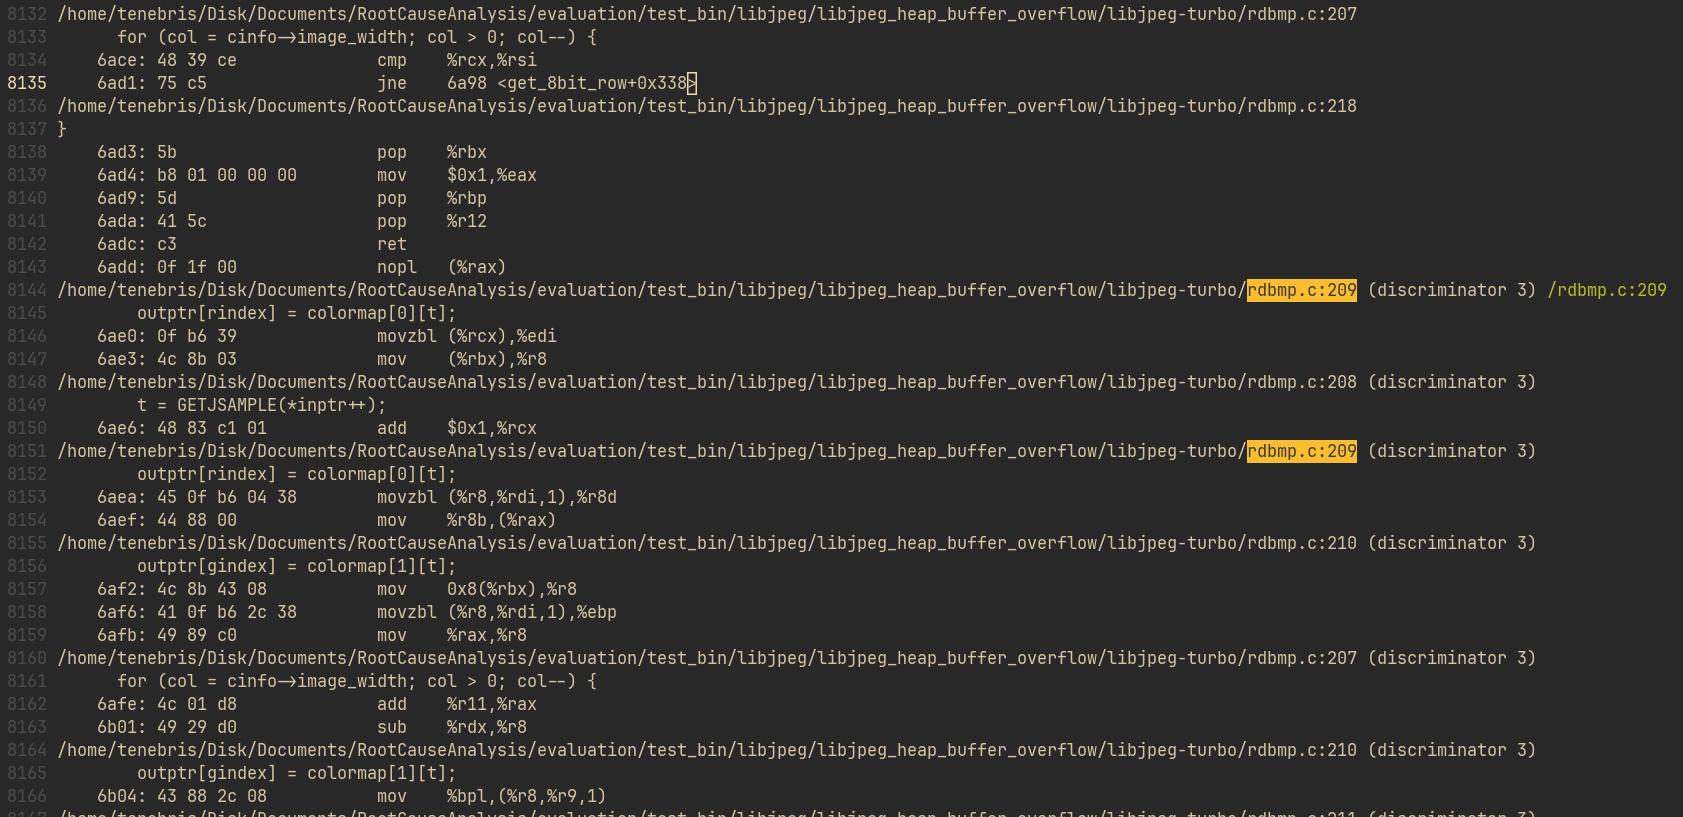 8132 /home/tenebris/Disk/Documents/RootCauseAnalysis/evaluation/test_bin/libjpeg/libjpeg_heap_buffer_overflow/libjpeg-turbo/rdbmp.c:207
8133       for (col = cinfo->image_width; col > 0; col--) {
8134     6ace: 48 39 ce              cmp    %rcx,%rsi
8135     6ad1: 75 c5                 jne    6a98 <get_8bit_row+0x338>
8136 /home/tenebris/Disk/Documents/RootCauseAnalysis/evaluation/test_bin/libjpeg/libjpeg_heap_buffer_overflow/libjpeg-turbo/rdbmp.c:218
8137 }
8138     6ad3: 5b                    pop    %rbx
8139     6ad4: b8 01 00 00 00        mov    $0x1,%eax
8140     6ad9: 5d                    pop    %rbp
8141     6ada: 41 5c                 pop    %r12
8142     6adc: c3                    ret
8143     6add: 0f 1f 00              nopl   (%rax)
8144 /home/tenebris/Disk/Documents/RootCauseAnalysis/evaluation/test_bin/libjpeg/libjpeg_heap_buffer_overflow/libjpeg-turbo/rdbmp.c:209 (discriminator 3) /rdbmp.c:209
8145         outptr[rindex] = colormap[0][t];
8146     6ae0: 0f b6 39              movzbl (%rcx),%edi
8147     6ae3: 4c 8b 03              mov    (%rbx),%r8
8148 /home/tenebris/Disk/Documents/RootCauseAnalysis/evaluation/test_bin/libjpeg/libjpeg_heap_buffer_overflow/libjpeg-turbo/rdbmp.c:208 (discriminator 3)
8149         t = GETJSAMPLE(*inptr++);
8150     6ae6: 48 83 c1 01           add    $0x1,%rcx
8151 /home/tenebris/Disk/Documents/RootCauseAnalysis/evaluation/test_bin/libjpeg/libjpeg_heap_buffer_overflow/libjpeg-turbo/rdbmp.c:209 (discriminator 3)
8152         outptr[rindex] = colormap[0][t];
8153     6aea: 45 0f b6 04 38        movzbl (%r8,%rdi,1),%r8d
8154     6aef: 44 88 00              mov    %r8b,(%rax)
8155 /home/tenebris/Disk/Documents/RootCauseAnalysis/evaluation/test_bin/libjpeg/libjpeg_heap_buffer_overflow/libjpeg-turbo/rdbmp.c:210 (discriminator 3)
8156         outptr[gindex] = colormap[1][t];
8157     6af2: 4c 8b 43 08           mov    0x8(%rbx),%r8
8158     6af6: 41 0f b6 2c 38        movzbl (%r8,%rdi,1),%ebp
8159     6afb: 49 89 c0              mov    %rax,%r8
8160 /home/tenebris/Disk/Documents/RootCauseAnalysis/evaluation/test_bin/libjpeg/libjpeg_heap_buffer_overflow/libjpeg-turbo/rdbmp.c:207 (discriminator 3)
8161       for (col = cinfo->image_width; col > 0; col--) {
8162     6afe: 4c 01 d8              add    %r11,%rax
8163     6b01: 49 29 d0              sub    %rdx,%r8
8164 /home/tenebris/Disk/Documents/RootCauseAnalysis/evaluation/test_bin/libjpeg/libjpeg_heap_buffer_overflow/libjpeg-turbo/rdbmp.c:210 (discriminator 3)
8165         outptr[gindex] = colormap[1][t];
8166     6b04: 43 88 2c 08           mov    %bpl,(%r8,%r9,1)
8167 /home/tenebris/Disk/Documents/RootCauseAnalysis/evaluation/test_bin/libjpeg/libjpeg_heap_buffer_overflow/libjpeg-turbo/rdbmp.c:211 (discriminator 3)